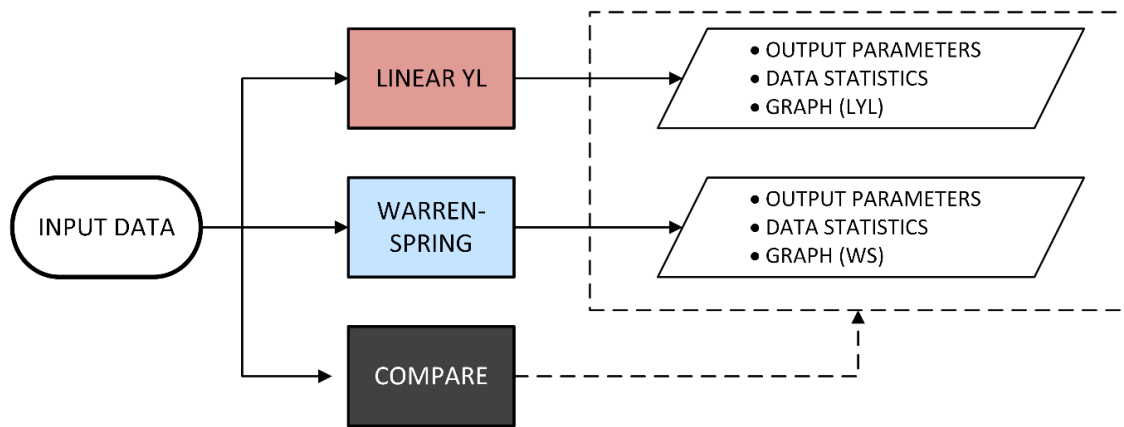 LINEAR YL
• OUTPUT PARAMETERS
• DATA STATISTICS
• GRAPH (LYL)
INPUT DATA
WARREN-
SPRING
• OUTPUT PARAMETERS
• DATA STATISTICS
• GRAPH (WS)
COMPARE